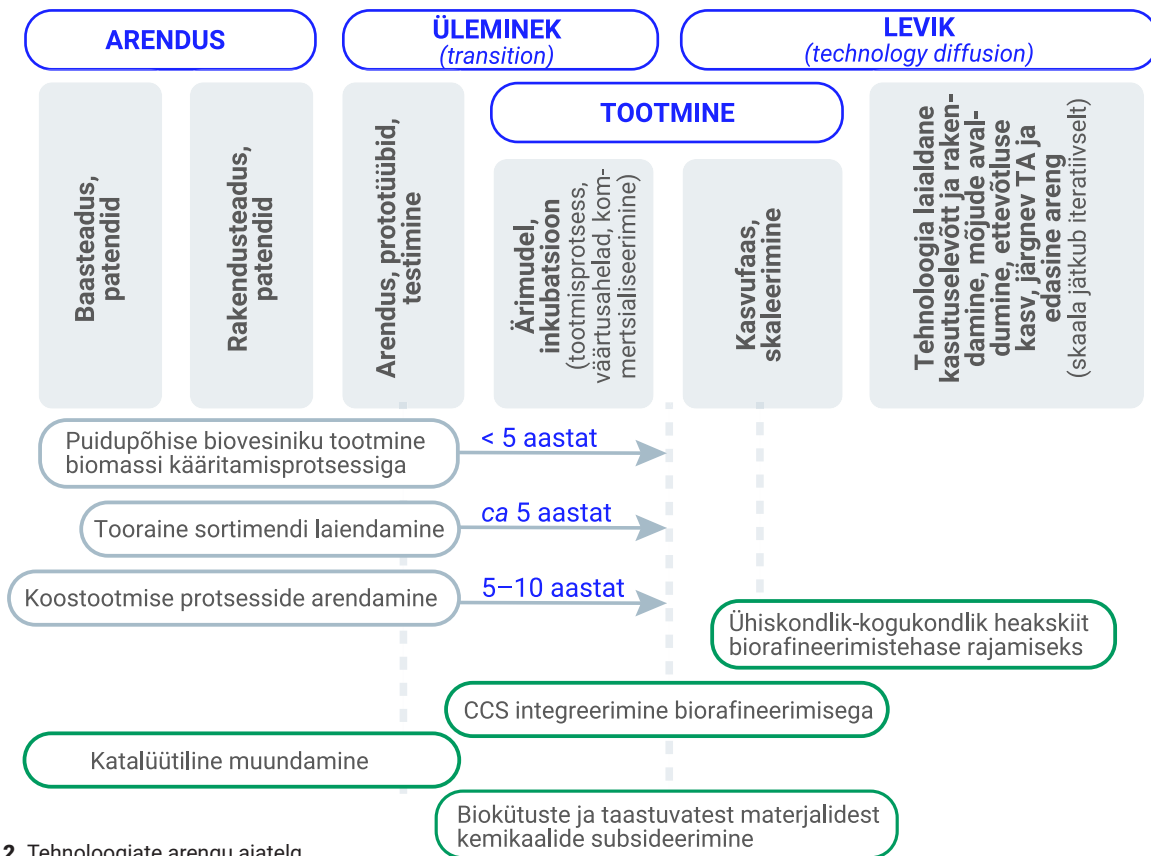 ARENDUS
ÜLEMINEK
(transition)
LEVIK
(technology diffusion)
TOOTMINE
Baasteadus,
patendid
Rakendusteadus,
patendid
Arendus, prototüübid,
testimine
Ärimudel,
inkubatsioon
(tootmisprotsess,
väärtusahelad, kom-
mertsialiseerimine)
Kasvufaas,
skaleerimine
Tehnoloogia laialdane
kasutuselevõtt ja raken-
damine, mõjude aval-
dumine, ettevõtluse
kasv, järgnev TA ja
edasine areng
(skaala jätkub iteratiivselt)
Puidupõhise biovesiniku tootmine
biomassi kääritamisprotsessiga
< 5 aastat
Tooraine sortimendi laiendamine
ca 5 aastat
Koostootmise protsesside arendamine
5–10 aastat
Ühiskondlik-kogukondlik heakskiit
biorafineerimistehase rajamiseks
CCS integreerimine biorafineerimisega
Katalüütiline muundamine
Biokütuste ja taastuvatest materjalidest
kemikaalide subsideerimine
2. Tehnoloogiate arengu ajatelg